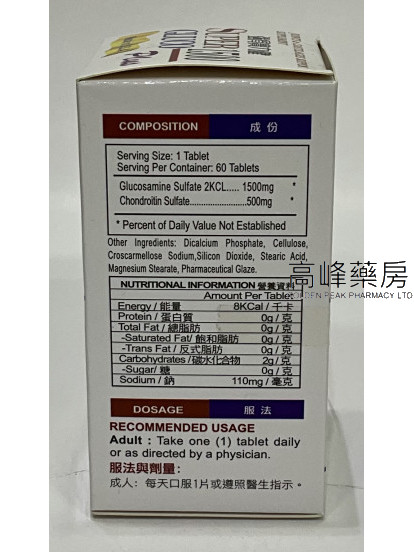 COMPOSITION 成份
Serving Size: 1 Tablet
Serving Per Container: 60 Tablets
Glucosamine Sulfate 2KCL..... 1500mg *
Chondroitin Sulfate........................500mg *
* Percent of Daily Value Not Established
Other Ingredients: Dicalcium Phosphate, Cellulose,
Croscarmellose Sodium,Silicon Dioxide, Stearic Acid,
Magnesium Stearate, Pharmaceutical Glaze.
高峰藥房
DEN PEAK PHARMACY LTD
NUTRITIONAL INFORMATION 營養資料
Amount Per Tablet
Energy / 能量 8KCal / 千卡
Protein / 蛋白質 0g / 克
Total Fat / 總脂肪 0g / 克
-Saturated Fat/ 飽和脂肪 0g / 克
-Trans Fat / 反式脂肪 0g / 克
Carbohydrates /碳水化合物 2g / 克
-Sugar/ 糖 0g / 克
Sodium / 鈉 110mg / 毫克
DOSAGE 服法
RECOMMENDED USAGE
Adult : Take one (1) tablet daily
or as directed by a physician.
服法與劑量:
成人: 每天口服1片或遵照醫生指示。